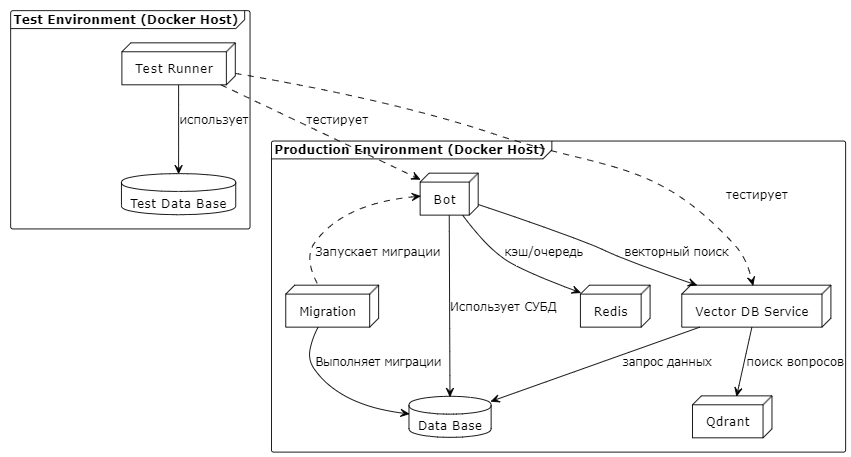 Test Environment (Docker Host)
Test Runner
использует
тестирует
Test Data Base
Production Environment (Docker Host)
тестирует
Bot
Запускает миграции
кэш/очередь
векторный поиск
Migration
Использует СУБД
Redis
Vector DB Service
Выполняет миграции
запрос данных
поиск вопросов
Data Base
Qdrant